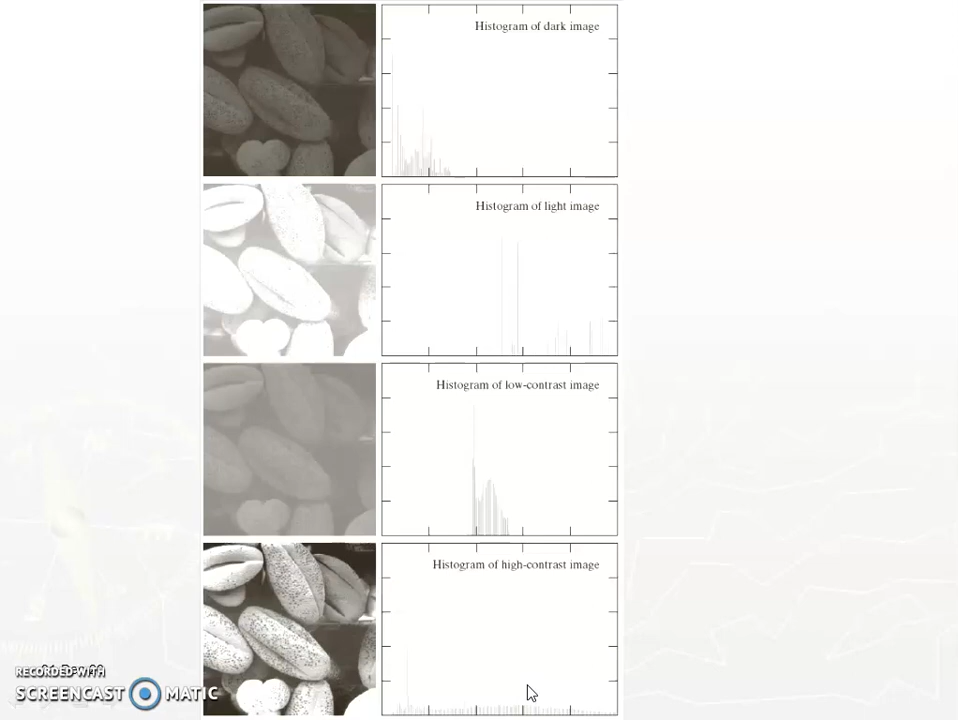 Histogram of dark image
Histogram of light image
Histogram of low-contrast image
Histogram of high-contrast image
RECORDED WITH
SCREENCAST MATIC